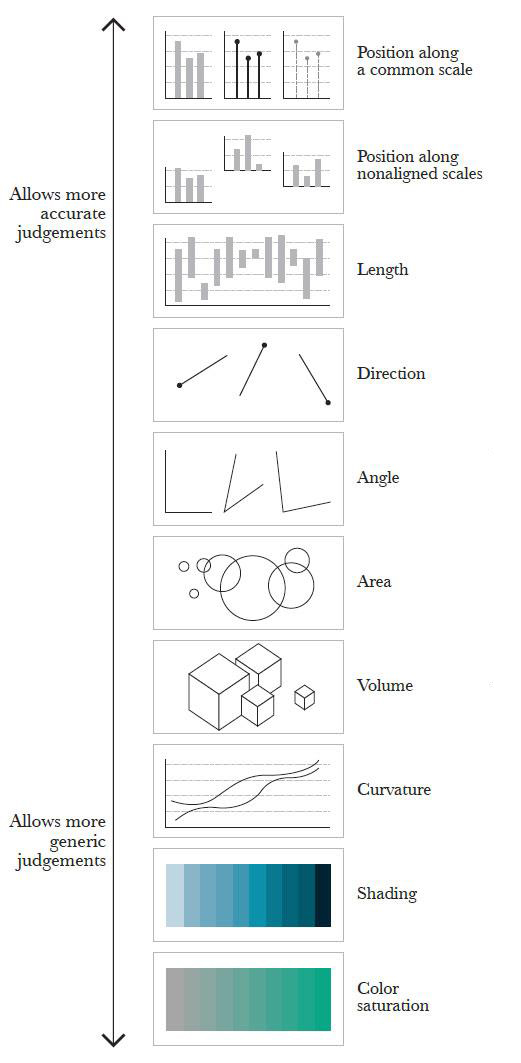 Position along
a common scale
Position along
nonaligned scales
Allows more
accurate
judgements
Length
Direction
Angle
Area
Volume
Curvature
Allows more
generic
judgements
Shading
Color
saturation